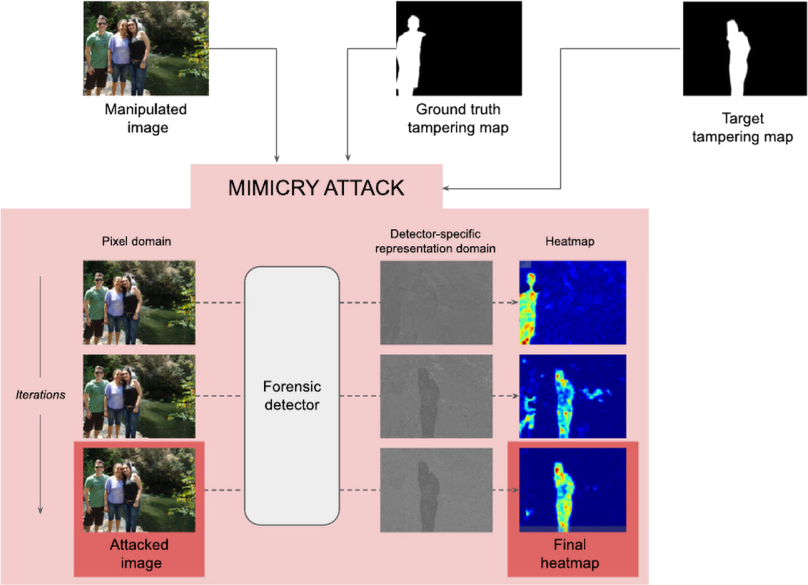 Manipulated
image
Ground truth
tampering map
Target
tampering map
MIMICRY ATTACK
Pixel domain
Detector-specific
representation domain
Heatmap
Iterations
Forensic
detector
Attacked
image
Final
heatmap